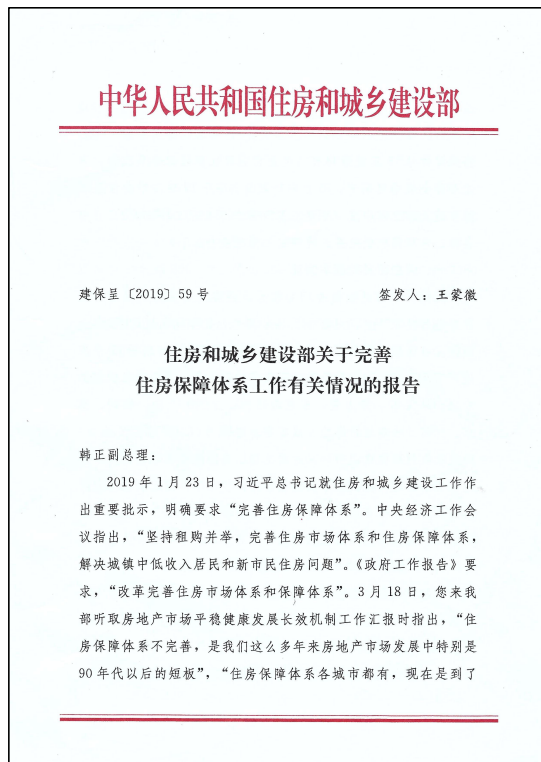 中华人民共和国住房和城乡建设部
建保呈〔2019〕59号 签发人：王蒙徽
住房和城乡建设部关于完善
住房保障体系工作有关情况的报告
韩正副总理：
2019年1月23日，习近平总书记就住房和城乡建设工作作
出重要批示，明确要求“完善住房保障体系”。中央经济工作会
议指出，“坚持租购并举，完善住房市场体系和住房保障体系，
解决城镇中低收入居民和新市民住房问题”。《政府工作报告》要
求，“改革完善住房市场体系和保障体系”。3月18日，您来我
部听取房地产市场平稳健康发展长效机制工作汇报时指出，“住
房保障体系不完善，是我们这么多年来房地产市场发展中特别是
90年代以后的短板”，“住房保障体系各城市都有，现在是到了